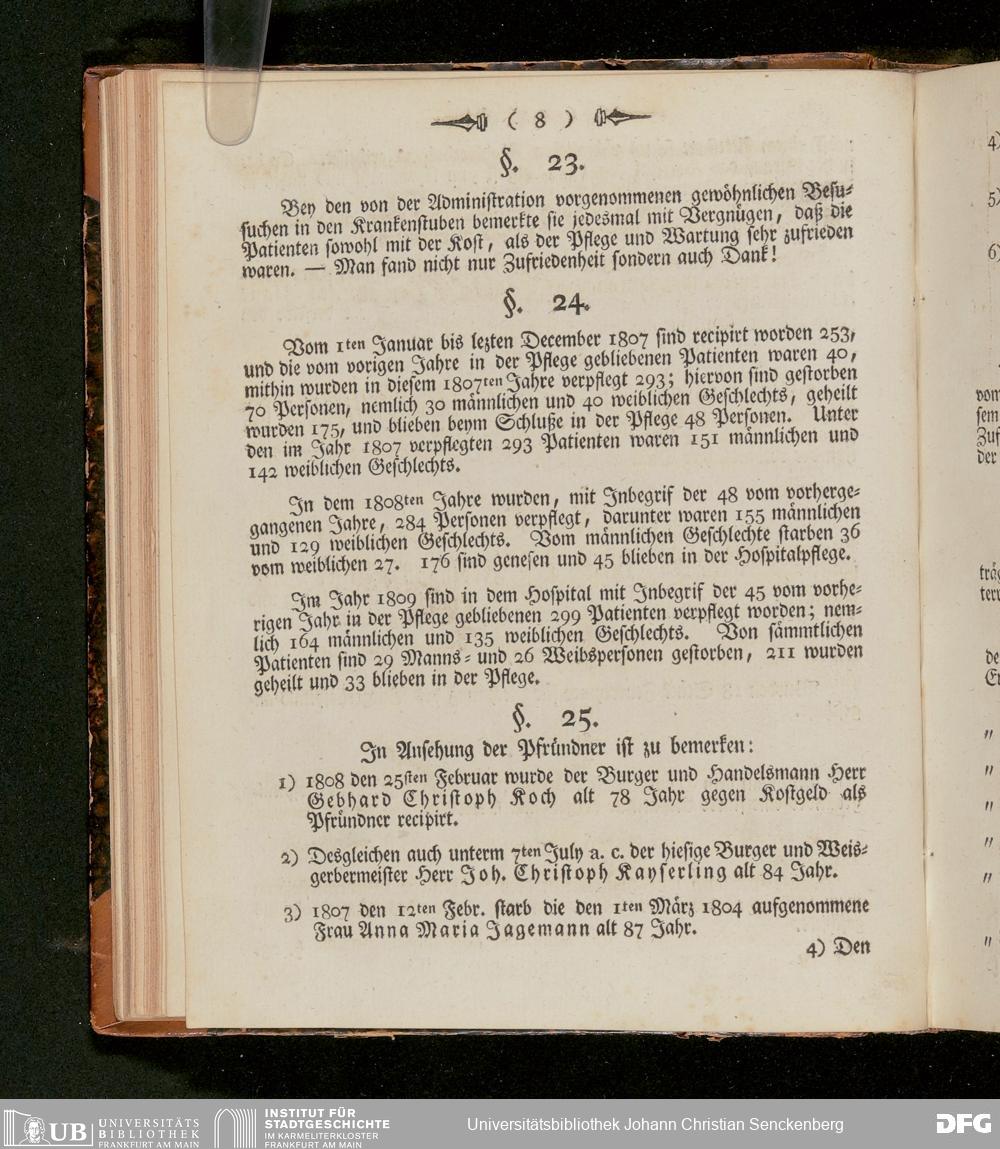 ( 8 )
§. 23.
Bey den von der Administration vorgenommenen gewöhnlichen Besu-
suchen in den Krankenstuben bemerkte sie jedesmal mit Vergnügen, daß die
Patienten sowohl mit der Kost, als der Pflege und Wartung sehr zufrieden
waren. — Man fand nicht nur Zufriedenheit sondern auch Dank!
§. 24.
Vom 1ten Januar bis lezten December 1807 sind recipirt worden 253,
und die vom vorigen Jahre in der Pflege gebliebenen Patienten waren 40,
mithin wurden in diesem 1807ten Jahre verpflegt 293; hiervon sind gestorben
70 Personen, nemlich 30 männlichen und 40 weiblichen Geschlechts, geheilt
wurden 175, und blieben beym Schluße in der Pflege 48 Personen. Unter
den im Jahr 1807 verpflegten 293 Patienten waren 151 männlichen und
142 weiblichen Geschlechts.
In dem 1808ten Jahre wurden, mit Inbegrif der 48 vom vorherge-
gangenen Jahre, 284 Personen verpflegt, darunter waren 155 männlichen
und 129 weiblichen Geschlechts. Vom männlichen Geschlechte starben 36
vom weiblichen 27. 176 sind genesen und 45 blieben in der Hospitalpflege.
Im Jahr 1809 sind in dem Hospital mit Inbegrif der 45 vom vorhe-
rigen Jahr in der Pflege gebliebenen 299 Patienten verpflegt worden; nem-
lich 164 männlichen und 135 weiblichen Geschlechts. Von sämmtlichen
Patienten sind 29 Manns- und 26 Weibspersonen gestorben, 211 wurden
geheilt und 33 blieben in der Pflege.
§. 25.
In Ansehung der Pfründner ist zu bemerken:
1) 1808 den 25sten Februar wurde der Burger und Handelsmann Herr
Gebhard Christoph Koch alt 78 Jahr gegen Kostgeld als
Pfründner recipirt.
2) Desgleichen auch unterm 7ten July a. c. der hiesige Burger und Weis-
gerbermeister Herr Joh. Christoph Kayserling alt 84 Jahr.
3) 1807 den 12ten Febr. starb die den 1ten März 1804 aufgenommene
Frau Anna Maria Jagemann alt 87 Jahr.
4) Den
4)
5)
6)
vom
sem
Zuf
der
de
"
"
"
"
"
"
UB UNIVERSITÄTS
BIBLIOTHEK
FRANKFURT AM MAIN
INSTITUT FÜR
STADTGESCHICHTE
IM KARMELITERKLOSTER
FRANKFURT AM MAIN
Universitätsbibliothek Johann Christian Senckenberg
DFG